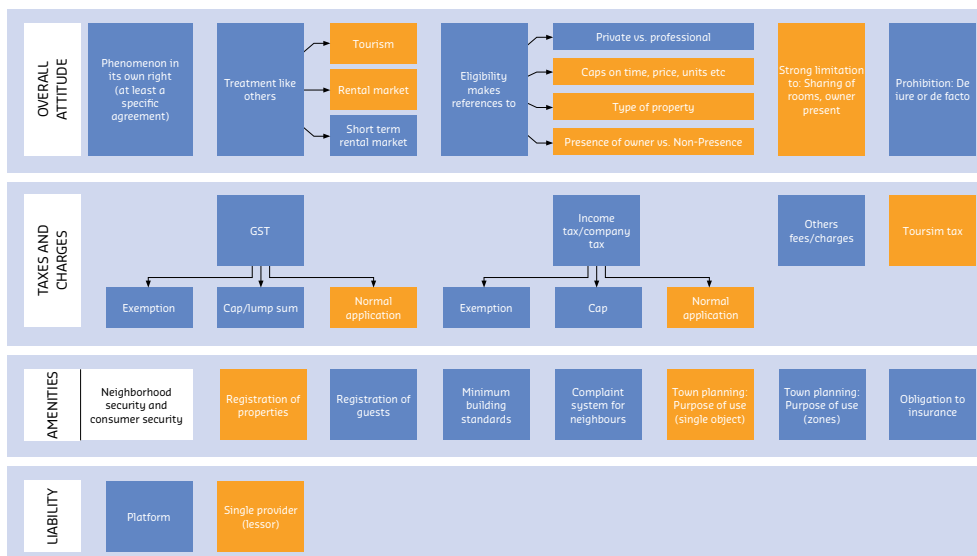 OVERALL
ATTITUDE
Phenomenon in
its own right
(at least a
specific
agreement)
Treatment like
others
Tourism
Rental market
Short term
rental market
Eligibility
makes
references to
Private vs. professional
Caps on time, price, units etc
Type of property
Presence of owner vs. Non-Presence
Strong limitation
to: Sharing of
rooms, owner
present
Prohibition: De
iure or de facto
TAXES AND
CHARGES
GST
Exemption
Cap/lump sum
Normal
application
Income
tax/company
tax
Exemption
Cap
Normal
application
Others
fees/charges
Toursim tax
AMENITIES
Neighborhood
security and
consumer security
Registration of
properties
Registration of
guests
Minimum
building
standards
Complaint
system for
neighbours
Town planning:
Purpose of use
(single object)
Town planning:
Purpose of use
(zones)
Obligation to
insurance
LIABILITY
Platform
Single provider
(lessor)